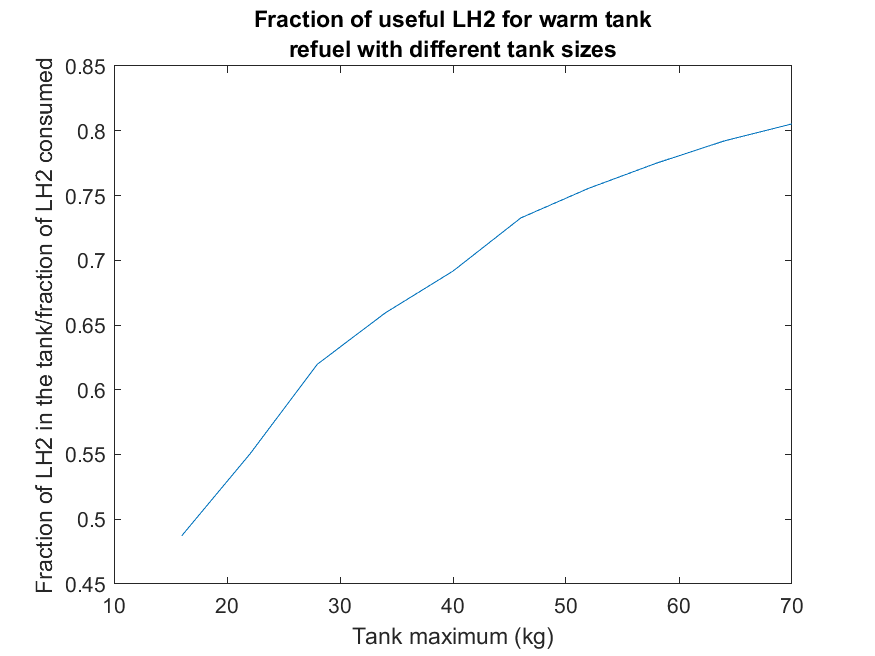 Fraction of useful LH2 for warm tank
refuel with different tank sizes
Fraction of LH2 in the tank/fraction of LH2 consumed
0.85
0.8
0.75
0.7
0.65
0.6
0.55
0.5
0.45
10 20 30 40 50 60 70
Tank maximum (kg)